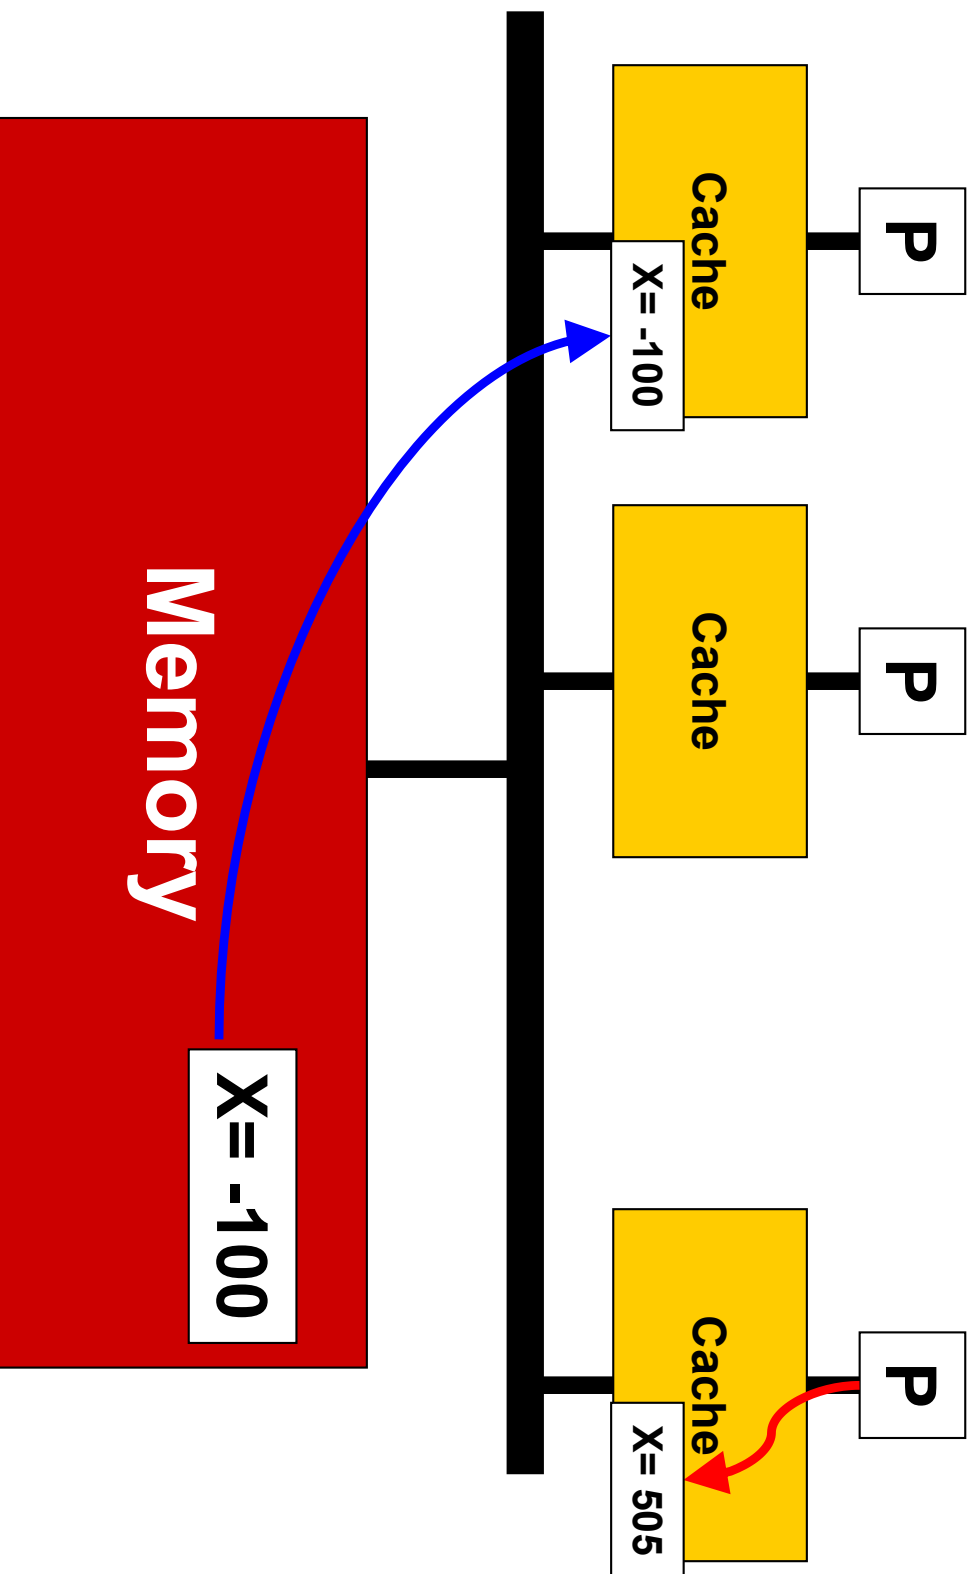 P
P
P
Cache
Cache
Cache
X= -100
X= 505
Memory
X= -100